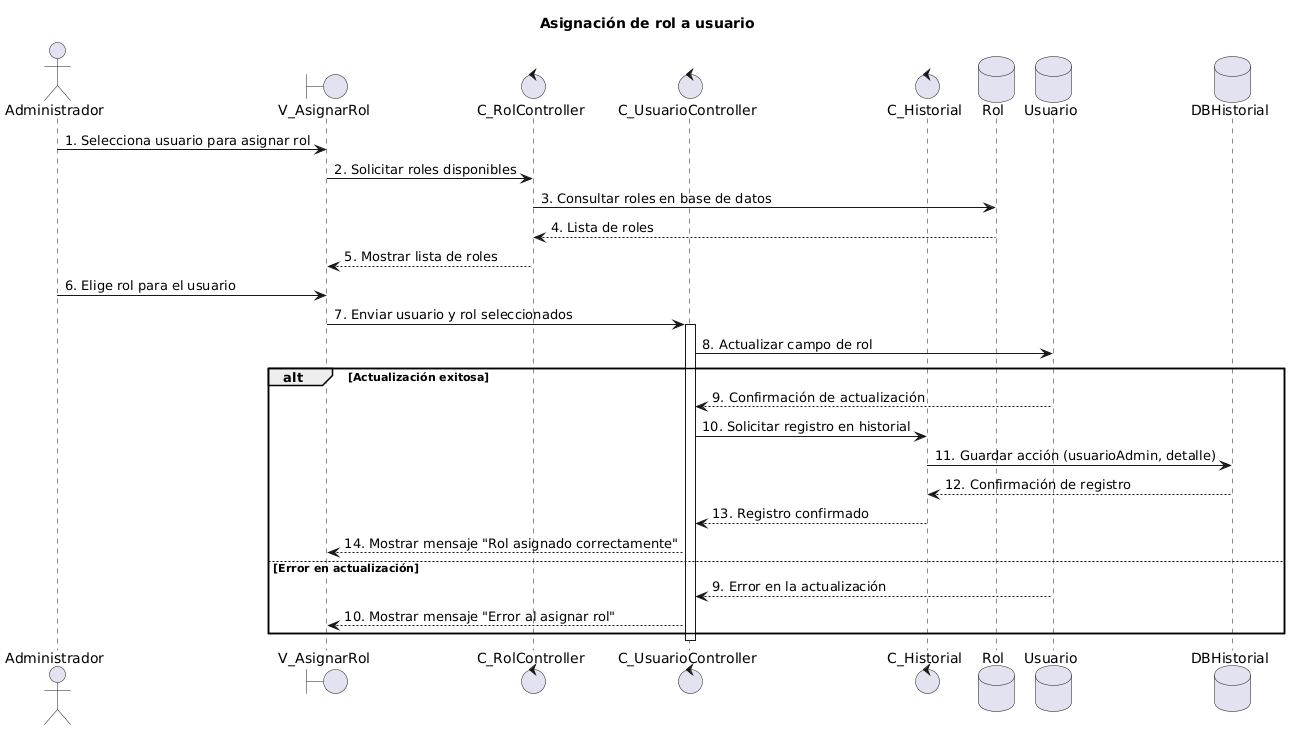 Asignación de rol a usuario
Administrador
V_AsignarRol
C_RolController
C_UsuarioController
C_Historial
Rol
Usuario
DBHistorial
1. Selecciona usuario para asignar rol
2. Solicitar roles disponibles
3. Consultar roles en base de datos
4. Lista de roles
5. Mostrar lista de roles
6. Elige rol para el usuario
7. Enviar usuario y rol seleccionados
8. Actualizar campo de rol
alt [Actualización exitosa]
9. Confirmación de actualización
10. Solicitar registro en historial
11. Guardar acción (usuarioAdmin, detalle)
12. Confirmación de registro
13. Registro confirmado
14. Mostrar mensaje "Rol asignado correctamente"
[Error en actualización]
9. Error en la actualización
10. Mostrar mensaje "Error al asignar rol"
Administrador
V_AsignarRol
C_RolController
C_UsuarioController
C_Historial
Rol
Usuario
DBHistorial